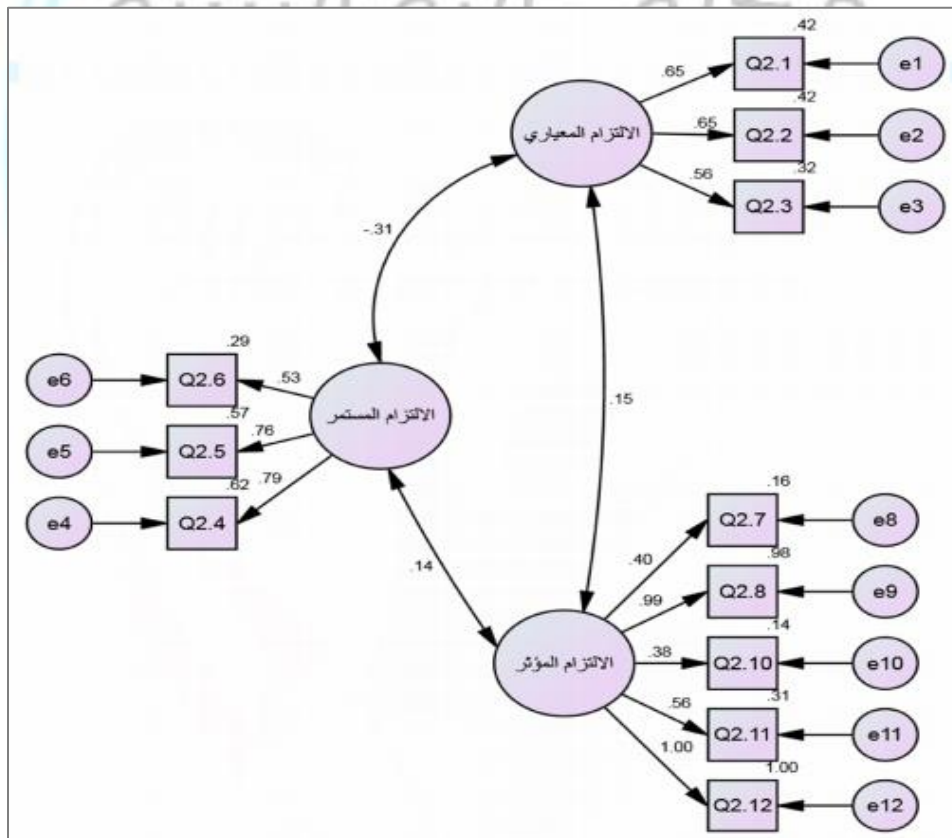 .42
.65
Q2.1
e1
.42
الالتزام المعياري
.65
Q2.2
e2
.32
.56
Q2.3
e3
-.31
.15
.29
e6
Q2.6
.53
.57
e5
Q2.5
.76
الالتزام المستمر
.62
.79
e4
Q2.4
.14
.16
.40
Q2.7
e8
.98
.99
Q2.8
e9
.14
الالتزام المؤثر
.38
Q2.10
e10
.31
.56
Q2.11
e11
1.00
1.00
Q2.12
e12